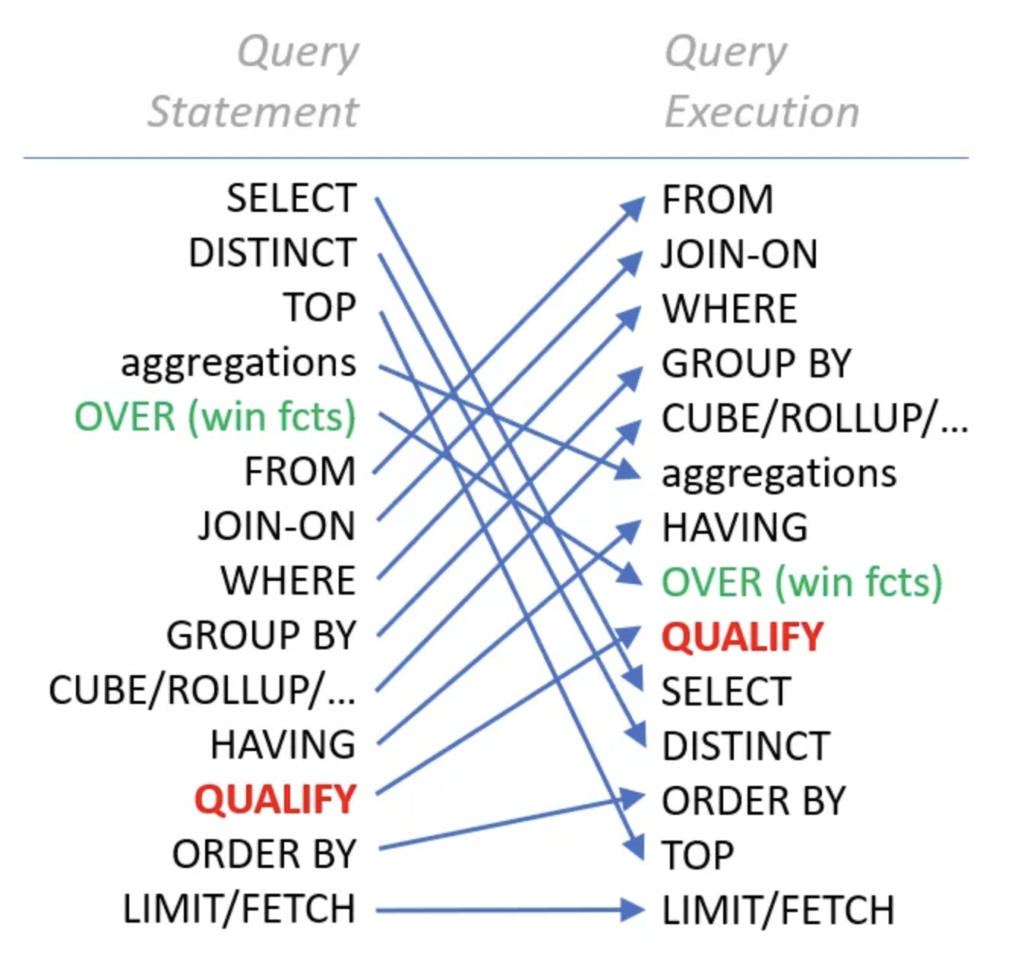 Query
Statement
Query
Execution
SELECT
DISTINCT
TOP
aggregations
OVER (win fcts)
FROM
JOIN-ON
WHERE
GROUP BY
CUBE/ROLLUP/...
HAVING
QUALIFY
ORDER BY
LIMIT/FETCH
FROM
JOIN-ON
WHERE
GROUP BY
CUBE/ROLLUP/...
aggregations
HAVING
OVER (win fcts)
QUALIFY
SELECT
DISTINCT
ORDER BY
TOP
LIMIT/FETCH